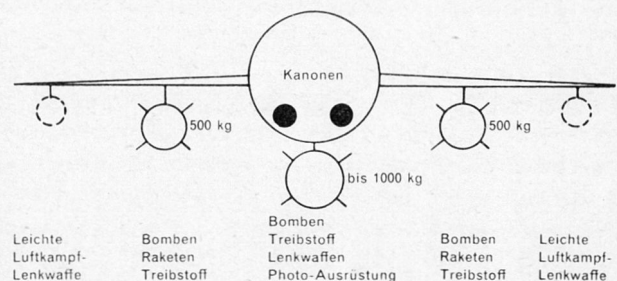 Kanonen
500 kg
500 kg
bis 1000 kg
Leichte
Luftkampf-
Lenkwaffe
Bomben
Raketen
Treibstoff
Bomben
Treibstoff
Lenkwaffen
Photo-Ausrüstung
Bomben
Raketen
Treibstoff
Leichte
Luftkampf-
Lenkwaffe